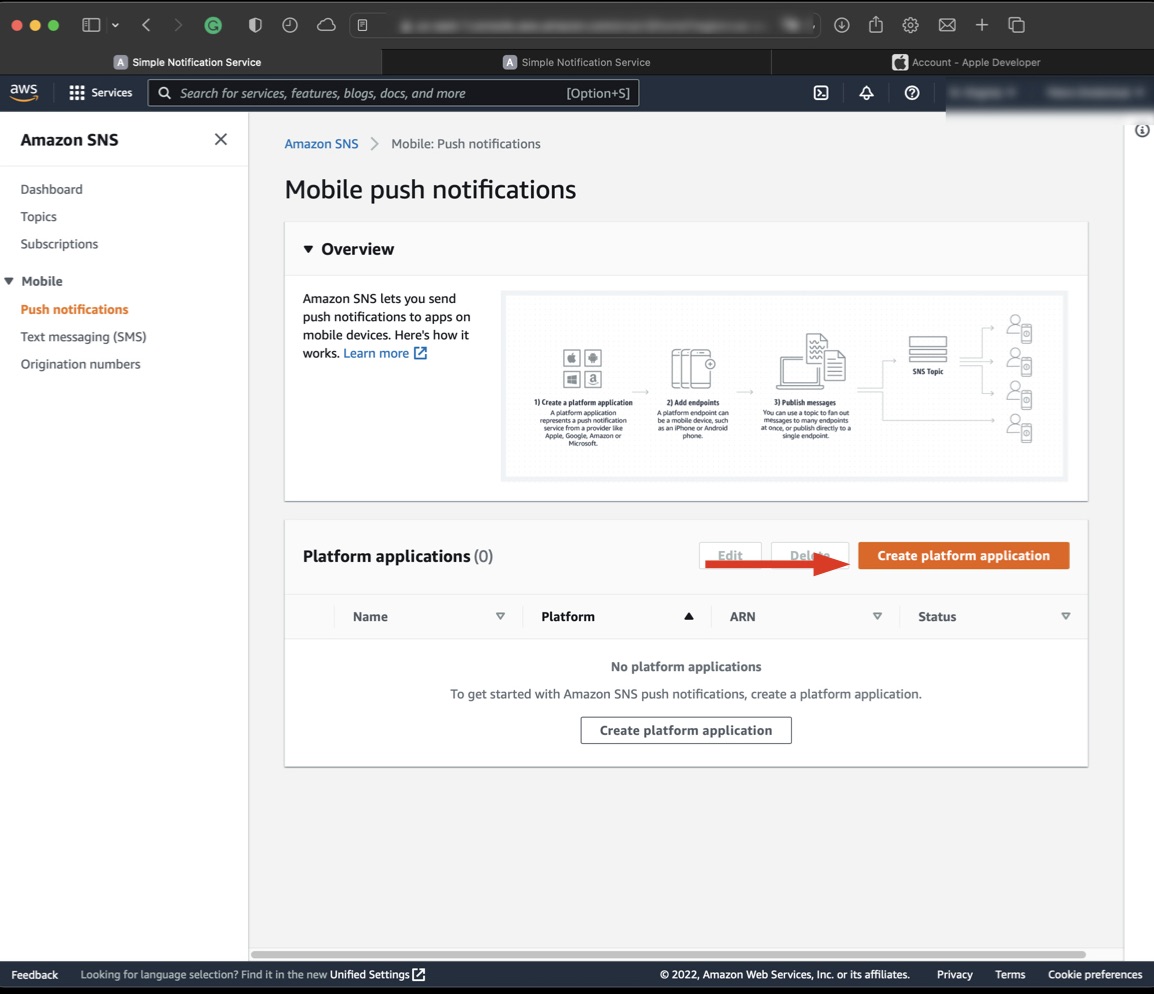 Simple Notification Service
Simple Notification Service
Account - Apple Developer
aws
Services
Search for services, features, blogs, docs, and more
[Option+S]
Amazon SNS
Dashboard
Topics
Subscriptions
Mobile
Push notifications
Text messaging (SMS)
Origination numbers
Amazon SNS
Mobile: Push notifications
Mobile push notifications
Overview
Amazon SNS lets you send
push notifications to apps on
mobile devices. Here's how it
works. Learn more
1) Create a platform application
A platform application
represents a push notification
service from a provider like
Apple, Google, Amazon or
Microsoft.
2) Add endpoints
A platform endpoint can
be a mobile device, such
as an iPhone or Android
phone.
3) Publish messages
You can use a topic to fan out
messages to many endpoints
at once, or publish directly to a
single endpoint.
SNS Topic
Platform applications (0)
Edit
Delete
Create platform application
Name
Platform
ARN
Status
No platform applications
To get started with Amazon SNS push notifications, create a platform application.
Create platform application
Feedback
Looking for language selection? Find it in the new Unified Settings
© 2022, Amazon Web Services, Inc. or its affiliates.
Privacy
Terms
Cookie preferences